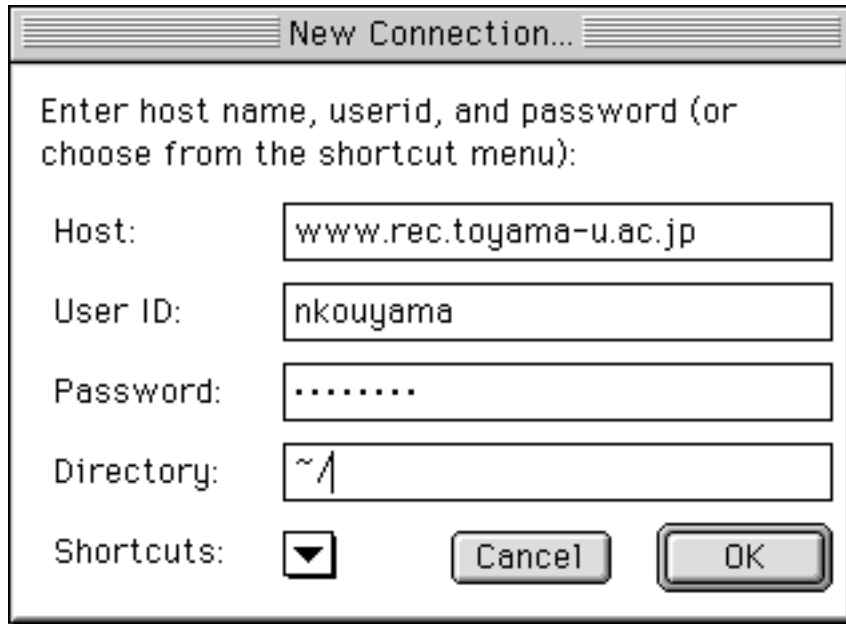 New Connection...
Enter host name, userid, and password (or
choose from the shortcut menu):
Host: www.rec.toyama-u.ac.jp
User ID: nkouyama
Password: ••••••••
Directory: ~/
Shortcuts: Cancel OK